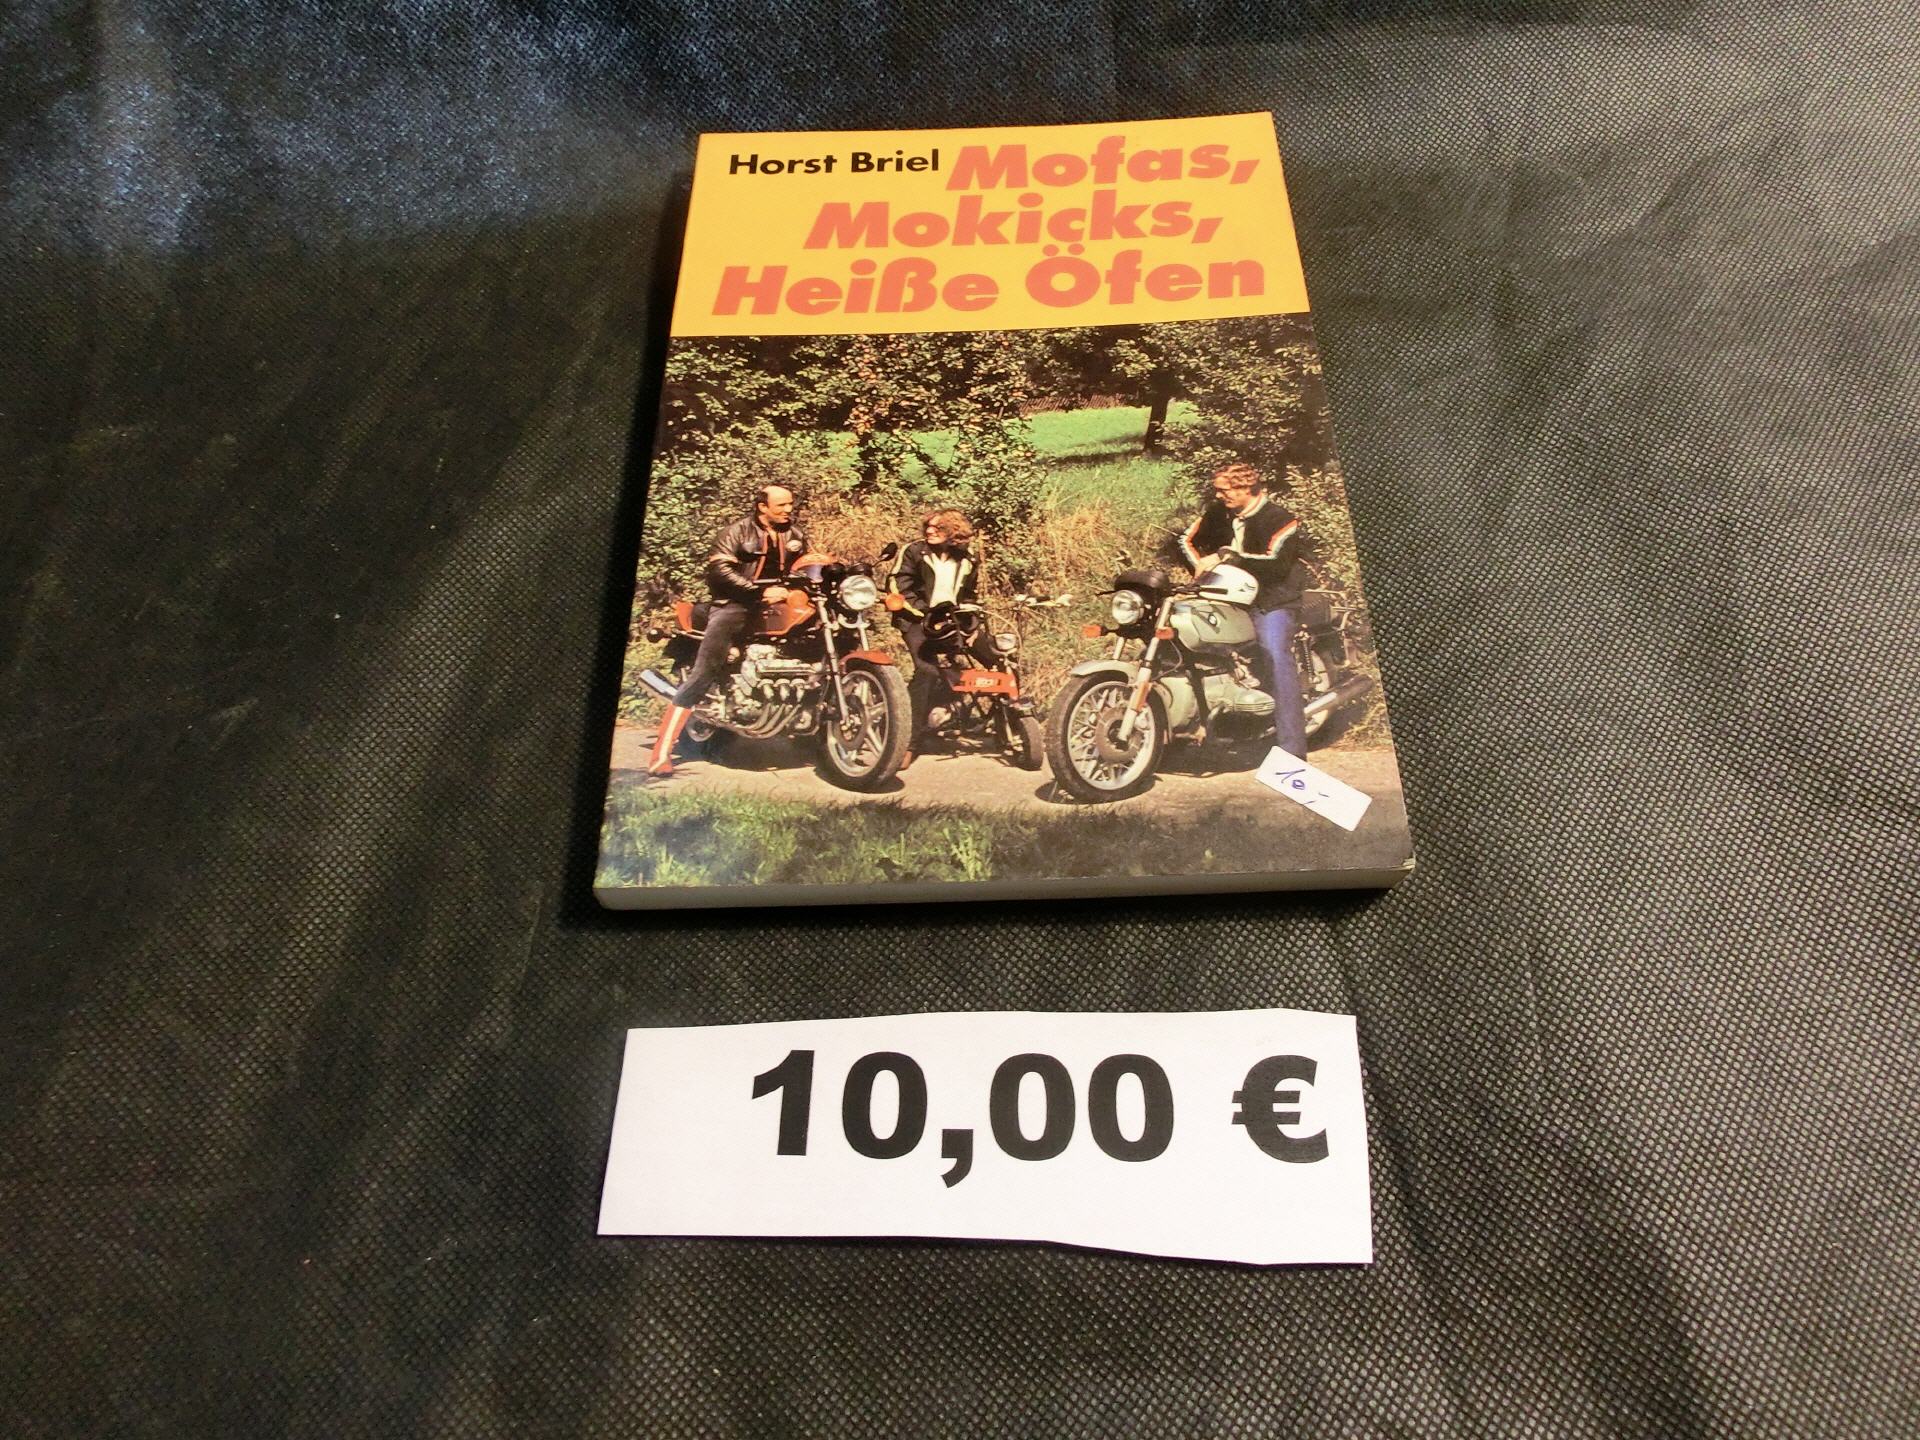 Horst Briel Mofas,
Mokicks,
Heiße Öfen
10,-
10,00 €